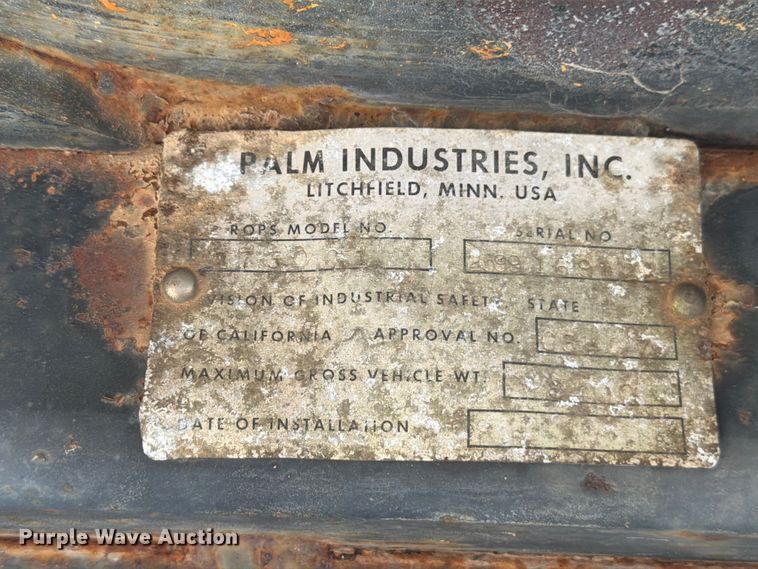 PALM INDUSTRIES, INC.
LITCHFIELD, MINN. USA
ROPS MODEL NO.
SERIAL NO.
VISION OF INDUSTRIAL SAFETY STATE
OF CALIFORNIA APPROVAL NO.
MAXIMUM GROSS VEHICLE WT.
DATE OF INSTALLATION
Purple Wave Auction